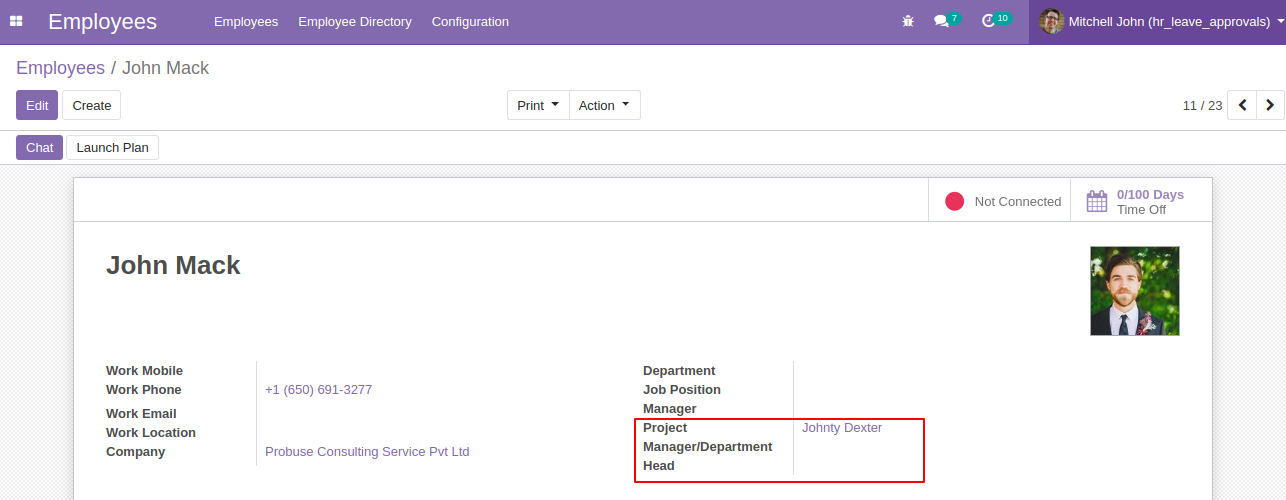 Employees Employees Employee Directory Configuration 7 10 Mitchell John (hr_leave_approvals)
Employees / John Mack
Edit Create Print Action 11 / 23
Chat Launch Plan
Not Connected 0/100 Days
Time Off
John Mack
Work Mobile
Work Phone +1 (650) 691-3277
Work Email
Work Location
Company Probuse Consulting Service Pvt Ltd
Department
Job Position
Manager
Project Johnty Dexter
Manager/Department
Head